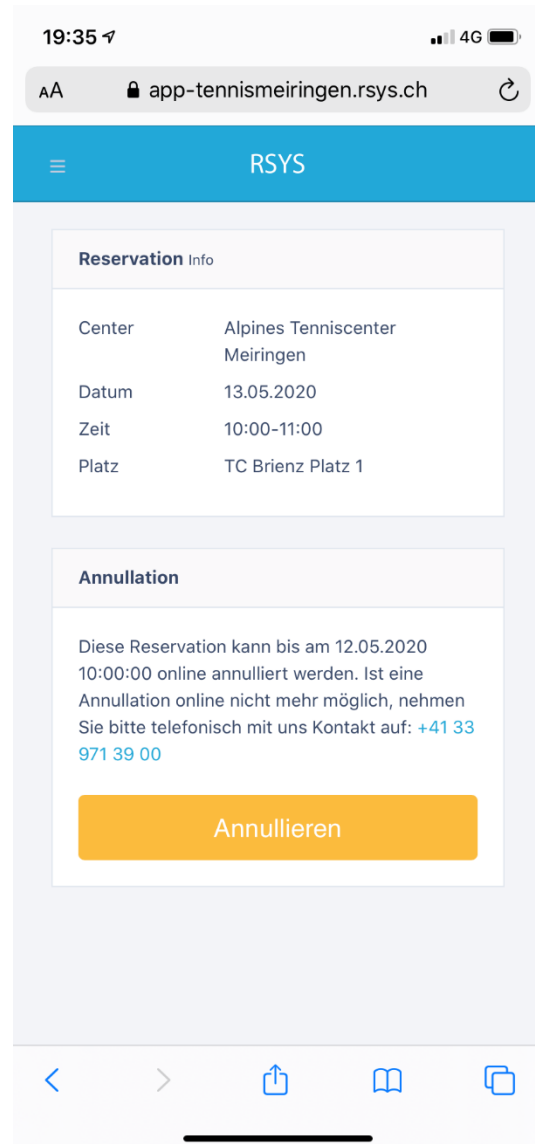 19:35
4G
AA app-tennismeiringen.rsys.ch
RSYS
Reservation Info
Center Alpines Tenniscenter
Meiringen
Datum 13.05.2020
Zeit 10:00-11:00
Platz TC Brienz Platz 1
Annullation
Diese Reservation kann bis am 12.05.2020
10:00:00 online annulliert werden. Ist eine
Annullation online nicht mehr möglich, nehmen
Sie bitte telefonisch mit uns Kontakt auf: +41 33
971 39 00
Annullieren